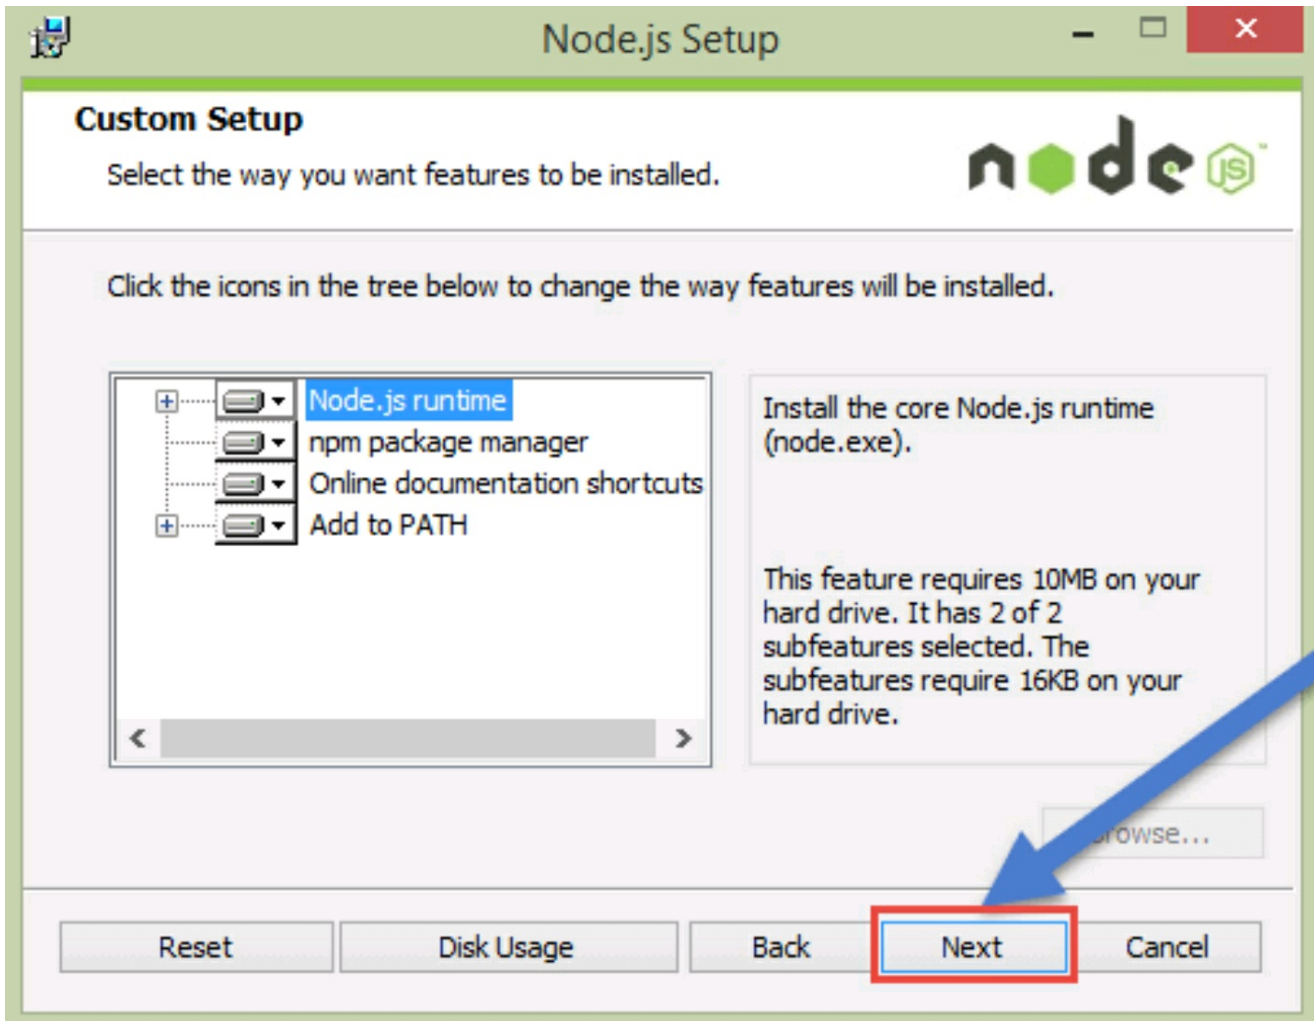 Node.js Setup
Custom Setup
Select the way you want features to be installed.
node JS ™
Click the icons in the tree below to change the way features will be installed.
Node.js runtime
npm package manager
Online documentation shortcuts
Add to PATH
Install the core Node.js runtime
(node.exe).
This feature requires 10MB on your
hard drive. It has 2 of 2
subfeatures selected. The
subfeatures require 16KB on your
hard drive.
Browse...
Reset
Disk Usage
Back
Next
Cancel